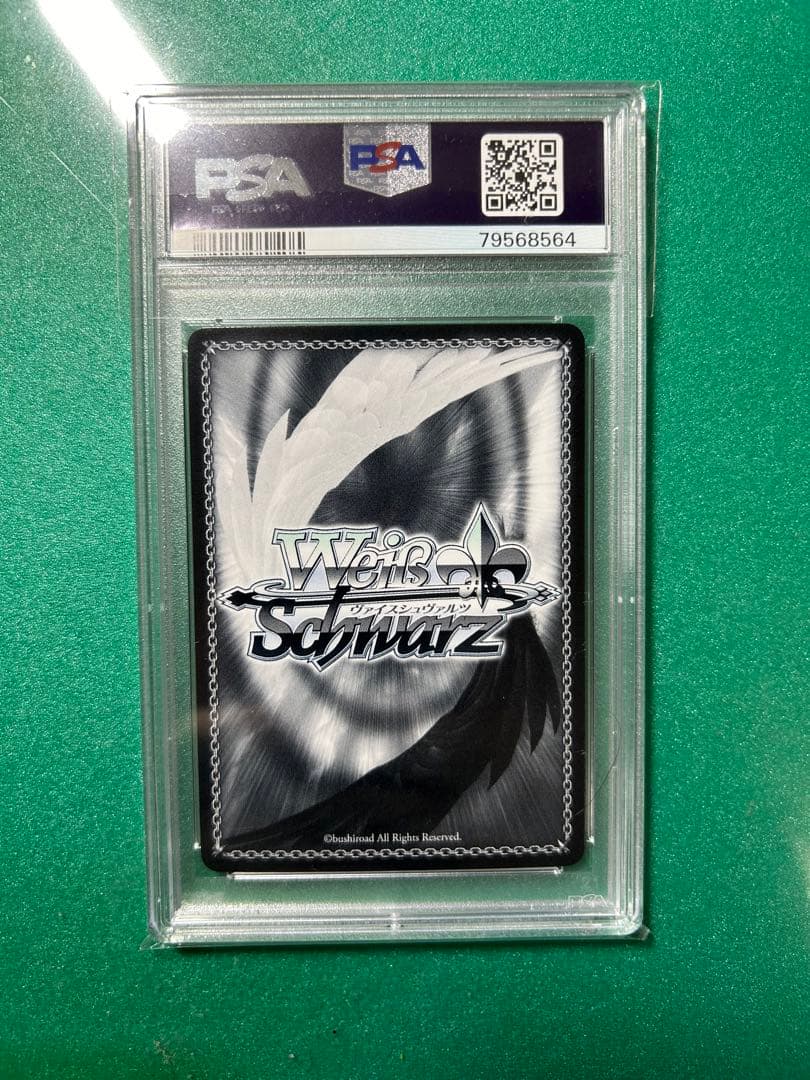 PSA
PSA
79568564
Weiß
ヴァイスシュヴァルツ
Schwarz
©bushiroad All Rights Reserved.
PSA